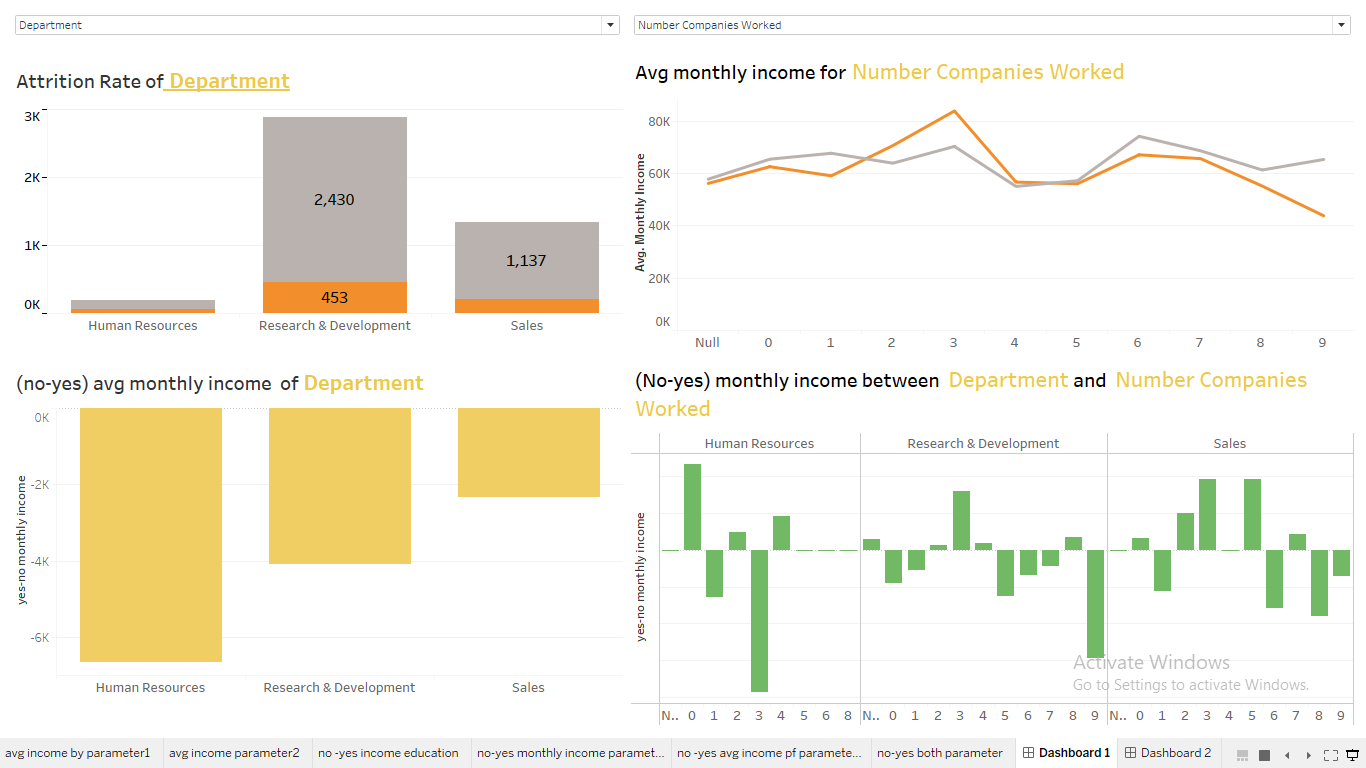 Department
Number Companies Worked
Attrition Rate of Department
3K
2K
1K
0K
2,430
453
1,137
Human Resources Research & Development Sales
Avg monthly income for Number Companies Worked
Avg. Monthly Income
80K
60K
40K
20K
0K
Null 0 1 2 3 4 5 6 7 8 9
(no-yes) avg monthly income of Department
yes-no monthly income
0K
-2K
-4K
-6K
Human Resources Research & Development Sales
(No-yes) monthly income between Department and Number Companies
Worked
Human Resources Research & Development Sales
yes-no monthly income
N.. 0 1 2 3 4 5 6 8 N.. 0 1 2 3 4 5 6 7 8 9 N.. 0 1 2 3 4 5 6 7 8 9
Activate Windows
Go to Settings to activate Windows.
avg income by parameter1 avg income parameter2 no -yes income education no-yes monthly income paramet... no -yes avg income pf paramete... no-yes both parameter Dashboard 1 Dashboard 2